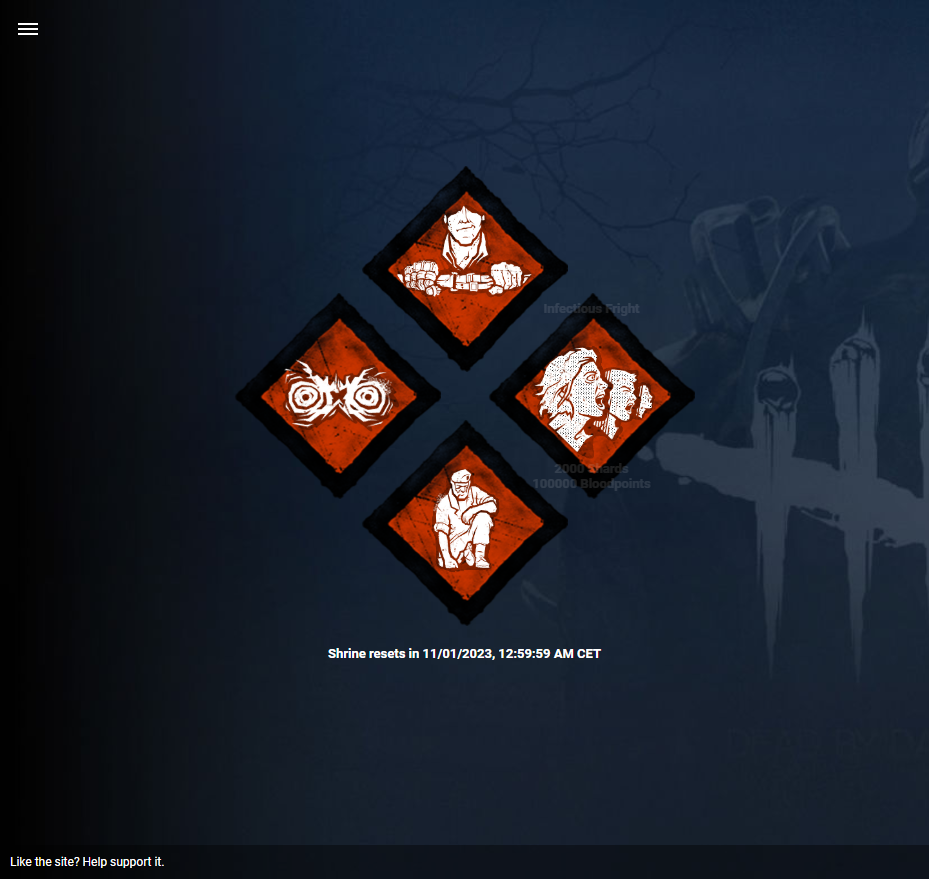 Infectious Fright
2000 Shards
100000 Bloodpoints
Shrine resets in 11/01/2023, 12:59:59 AM CET
Like the site? Help support it.